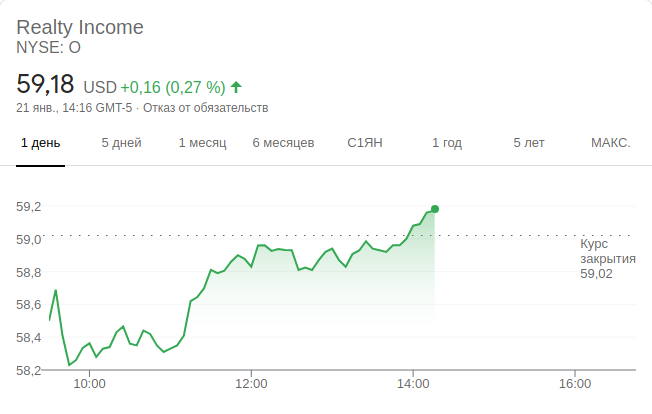 Realty Income
NYSE: O
59,18 USD +0,16 (0,27 %)
21 янв., 14:16 GMT-5 · Отказ от обязательств
1 день 5 дней 1 месяц 6 месяцев С1ЯН 1 год 5 лет МАКС.
59,2
59,0
Курс
закрытия
59,02
58,8
58,6
58,4
58,2
10:00 12:00 14:00 16:00